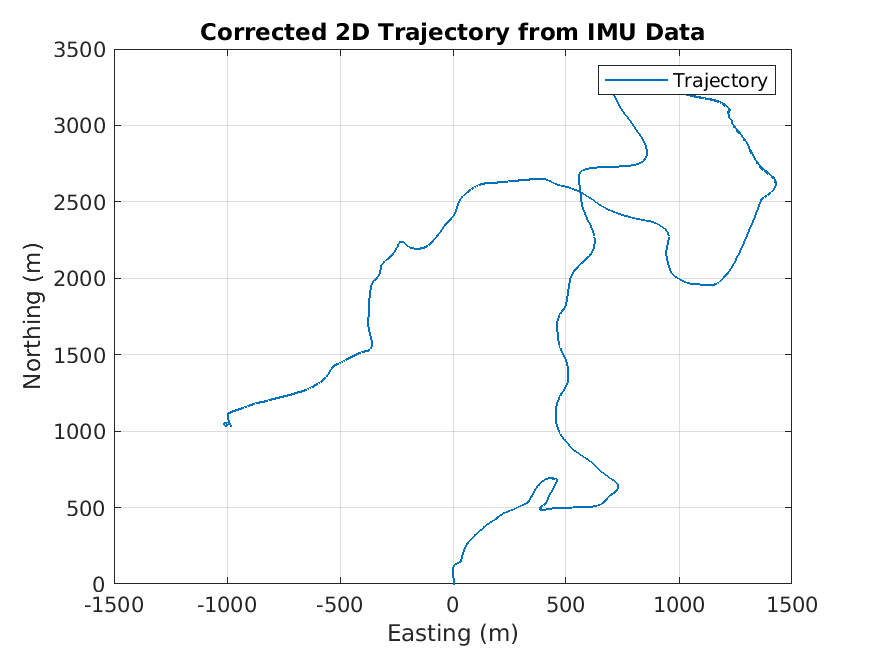 Corrected 2D Trajectory from IMU Data
Trajectory
3500
3000
2500
2000
1500
1000
500
0
Northing (m)
-1500 -1000 -500 0 500 1000 1500
Easting (m)